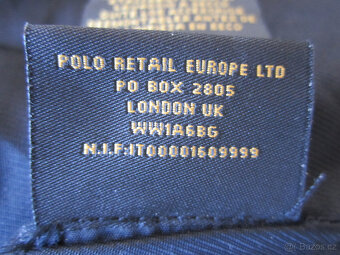 POLO RETAIL EUROPE LTD
PO BOX 2805
LONDON UK
WW1A6BG
N.I.F:IT00001609999